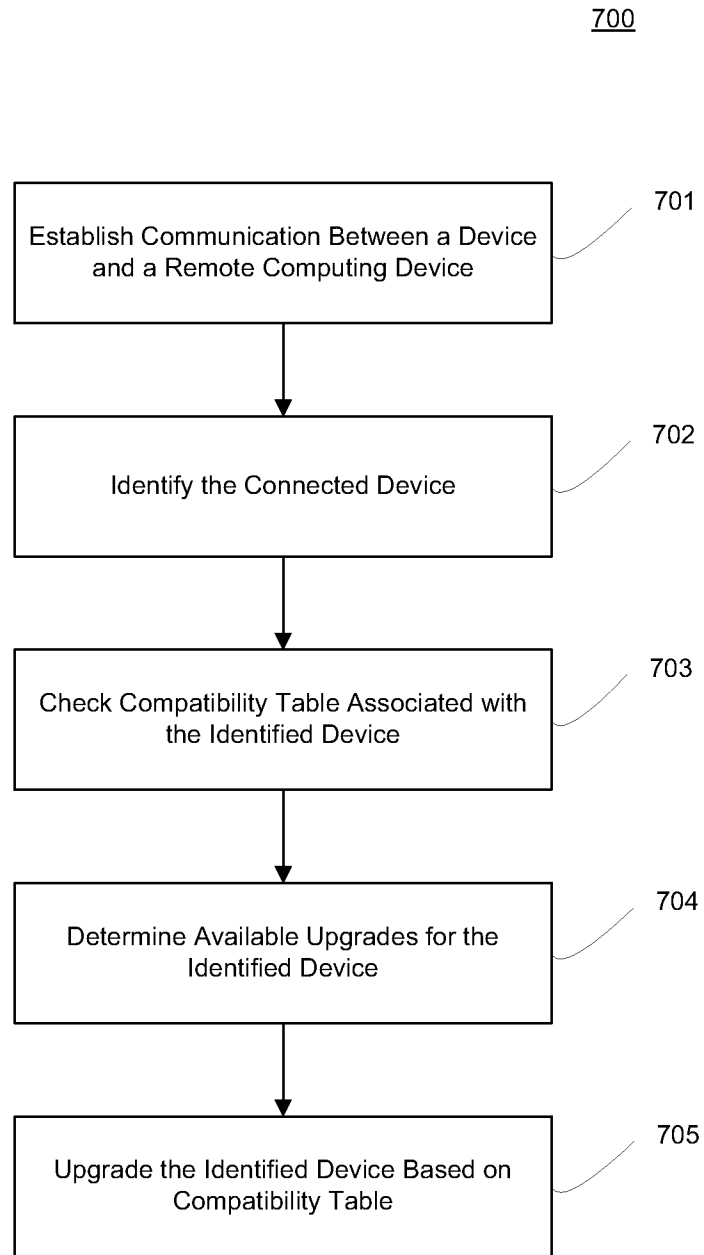 700
Establish Communication Between a Device
and a Remote Computing Device
701
Identify the Connected Device
702
Check Compatibility Table Associated with
the Identified Device
703
Determine Available Upgrades for the
Identified Device
704
Upgrade the Identified Device Based on
Compatibility Table
705